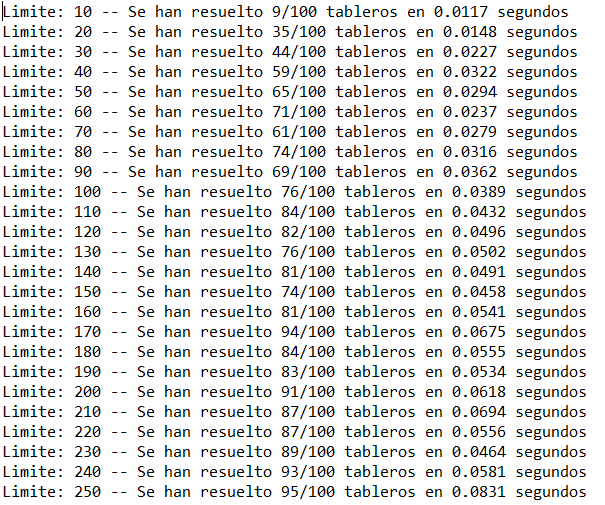 Limite: 10 -- Se han resuelto 9/100 tableros en 0.0117 segundos
Limite: 20 -- Se han resuelto 35/100 tableros en 0.0148 segundos
Limite: 30 -- Se han resuelto 44/100 tableros en 0.0227 segundos
Limite: 40 -- Se han resuelto 59/100 tableros en 0.0322 segundos
Limite: 50 -- Se han resuelto 65/100 tableros en 0.0294 segundos
Limite: 60 -- Se han resuelto 71/100 tableros en 0.0237 segundos
Limite: 70 -- Se han resuelto 61/100 tableros en 0.0279 segundos
Limite: 80 -- Se han resuelto 74/100 tableros en 0.0316 segundos
Limite: 90 -- Se han resuelto 69/100 tableros en 0.0362 segundos
Limite: 100 -- Se han resuelto 76/100 tableros en 0.0389 segundos
Limite: 110 -- Se han resuelto 84/100 tableros en 0.0432 segundos
Limite: 120 -- Se han resuelto 82/100 tableros en 0.0496 segundos
Limite: 130 -- Se han resuelto 76/100 tableros en 0.0502 segundos
Limite: 140 -- Se han resuelto 81/100 tableros en 0.0491 segundos
Limite: 150 -- Se han resuelto 74/100 tableros en 0.0458 segundos
Limite: 160 -- Se han resuelto 81/100 tableros en 0.0541 segundos
Limite: 170 -- Se han resuelto 94/100 tableros en 0.0675 segundos
Limite: 180 -- Se han resuelto 84/100 tableros en 0.0555 segundos
Limite: 190 -- Se han resuelto 83/100 tableros en 0.0534 segundos
Limite: 200 -- Se han resuelto 91/100 tableros en 0.0618 segundos
Limite: 210 -- Se han resuelto 87/100 tableros en 0.0694 segundos
Limite: 220 -- Se han resuelto 87/100 tableros en 0.0556 segundos
Limite: 230 -- Se han resuelto 89/100 tableros en 0.0464 segundos
Limite: 240 -- Se han resuelto 93/100 tableros en 0.0581 segundos
Limite: 250 -- Se han resuelto 95/100 tableros en 0.0831 segundos